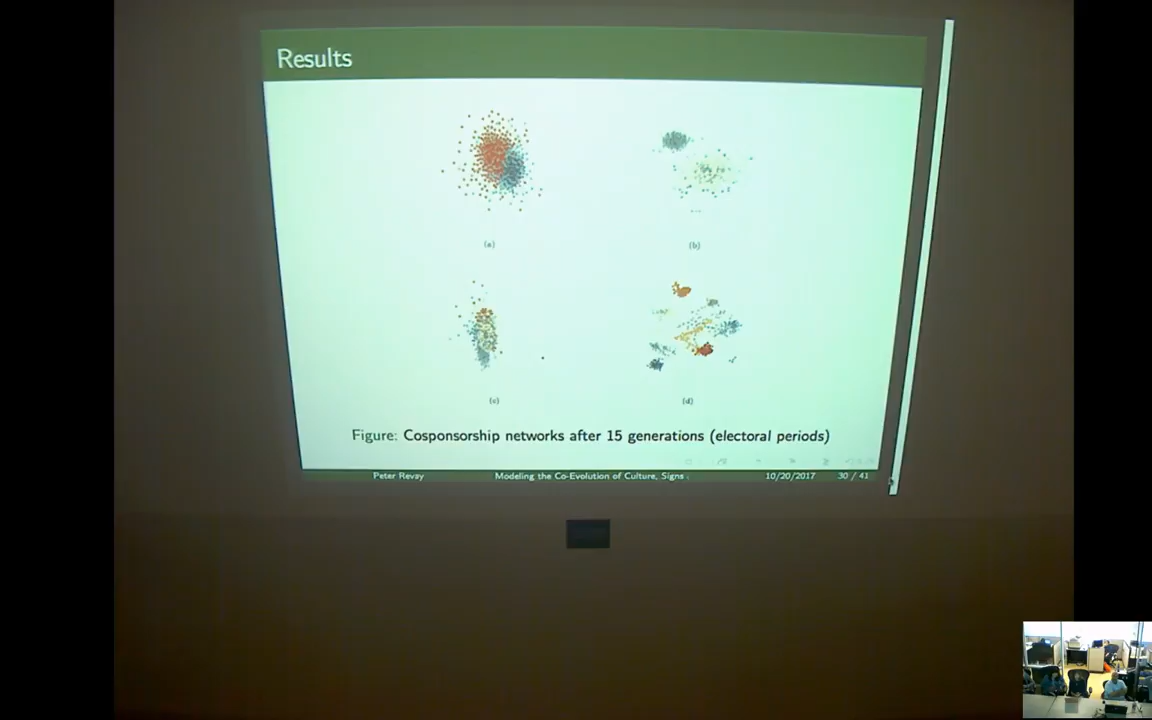 Results
(a)
(b)
(c)
(d)
Figure: Cosponsorship networks after 15 generations (electoral periods)
Peter Revay Modeling the Co-Evolution of Culture, Signs 10/20/2017 30 / 41